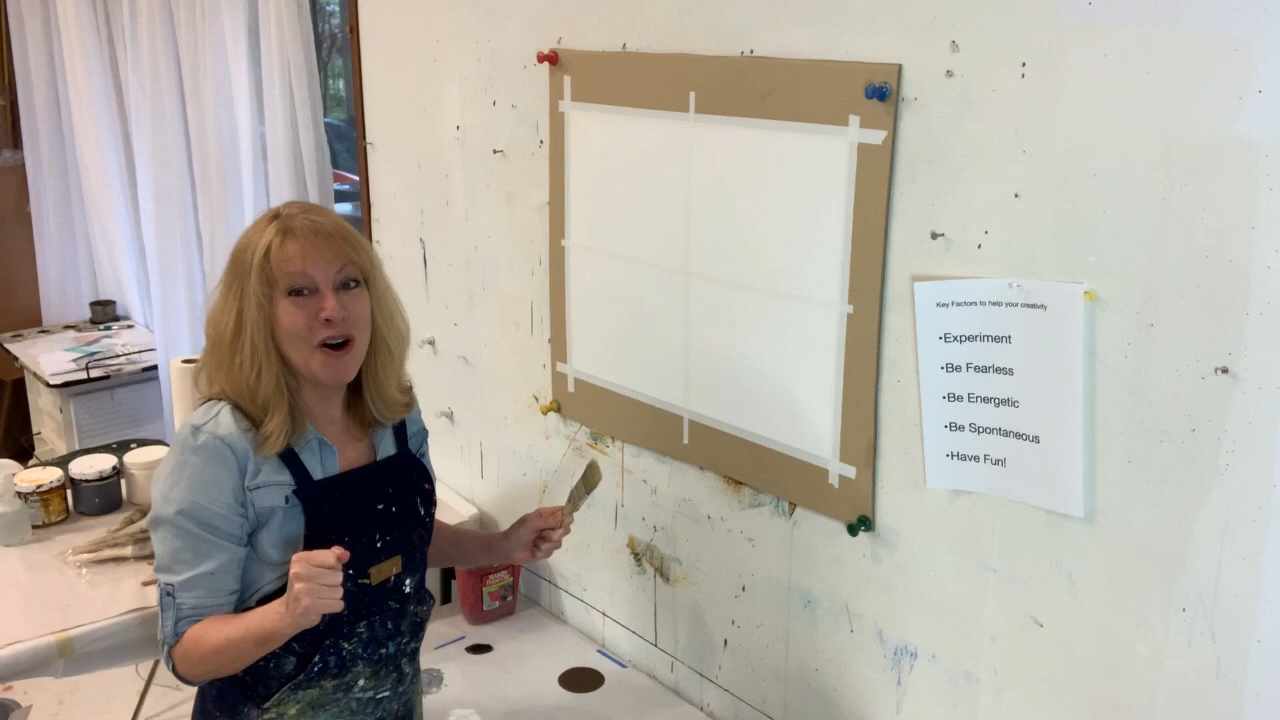 Key Factors to help your creativity
•Experiment
•Be Fearless
•Be Energetic
•Be Spontaneous
•Have Fun!